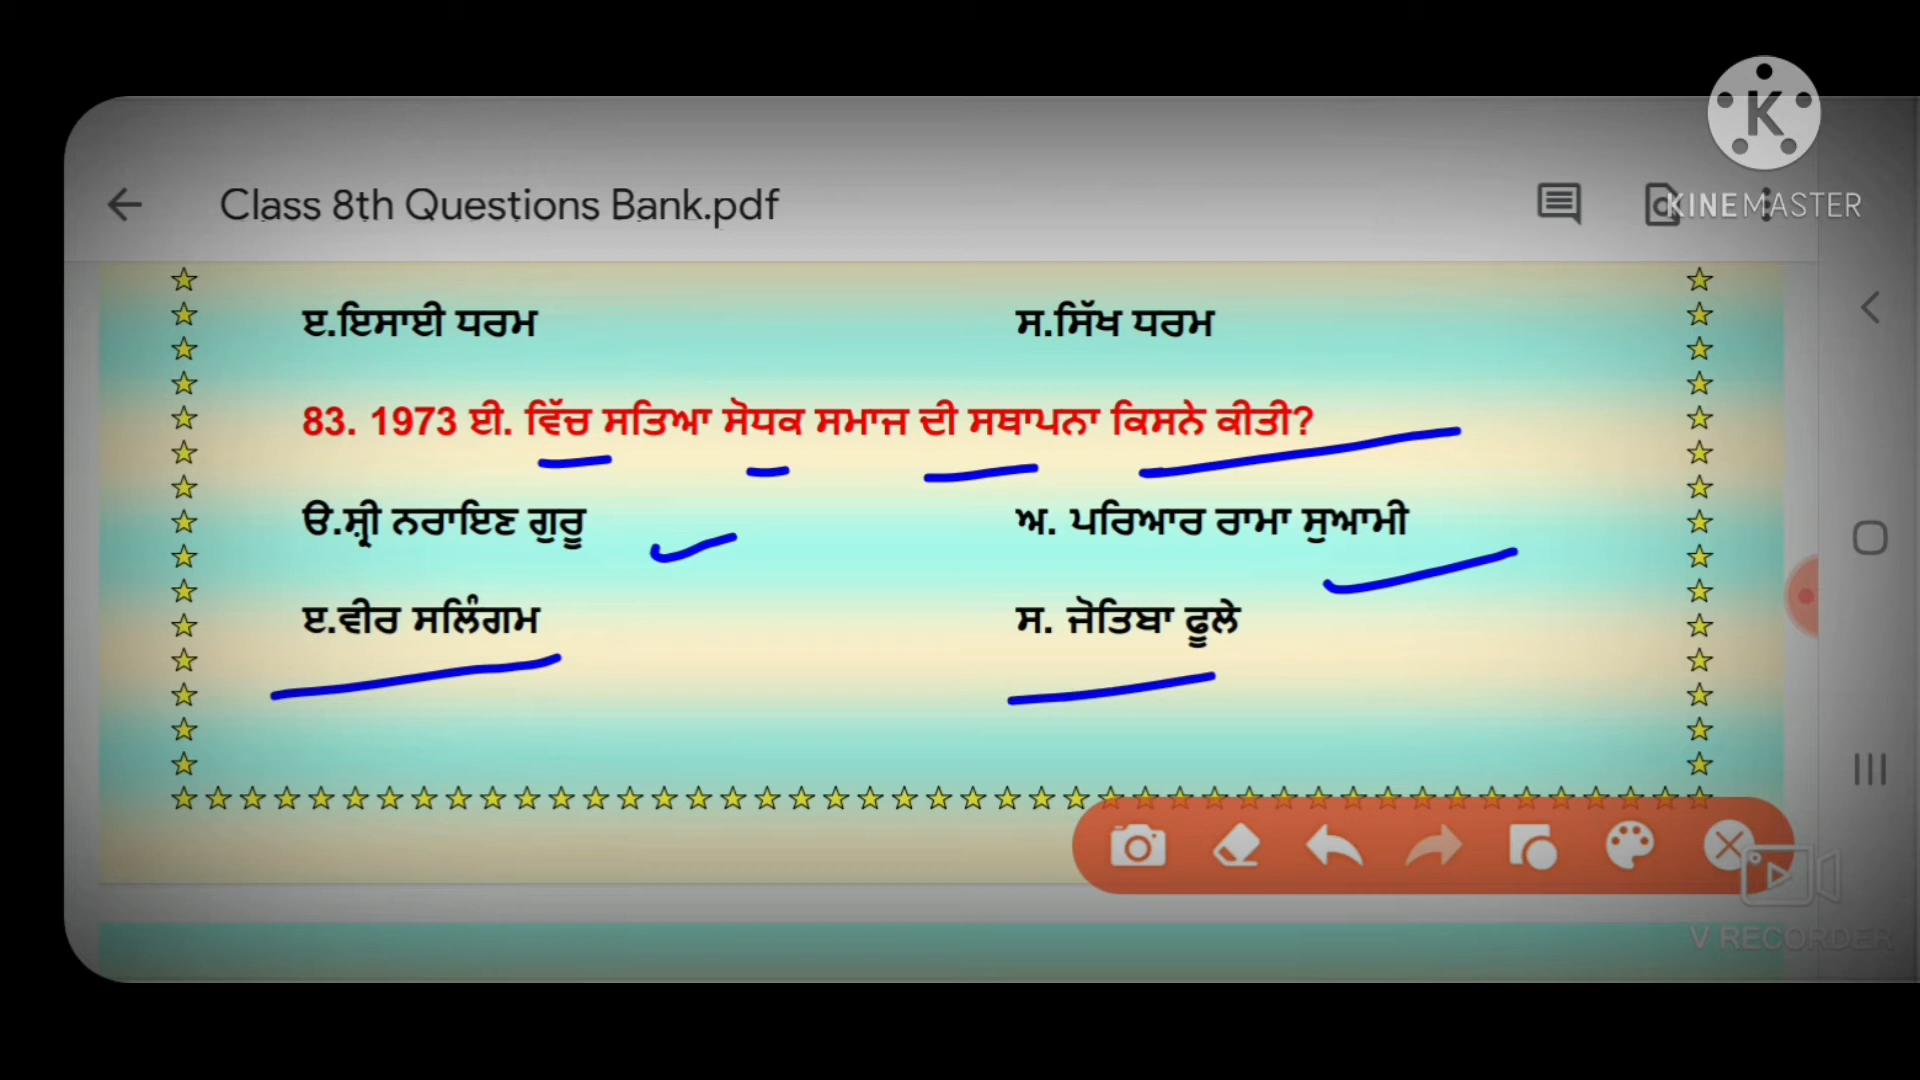 K
KINEMASTER
Class 8th Questions Bank.pdf
ੲ.ਇਸਾਈ ਧਰਮ
ਸ.ਸਿੱਖ ਧਰਮ
83. 1973 ਈ. ਵਿੱਚ ਸਤਿਆ ਸੋਧਕ ਸਮਾਜ ਦੀ ਸਥਾਪਨਾ ਕਿਸਨੇ ਕੀਤੀ?
ੳ.ਸ਼੍ਰੀ ਨਰਾਇਣ ਗੁਰੂ
ਅ. ਪਰਿਆਰ ਰਾਮਾ ਸੁਆਮੀ
ੲ.ਵੀਰ ਸਲਿੰਗਮ
ਸ. ਜੋਤਿਬਾ ਫੂਲੇ
V RECORDER